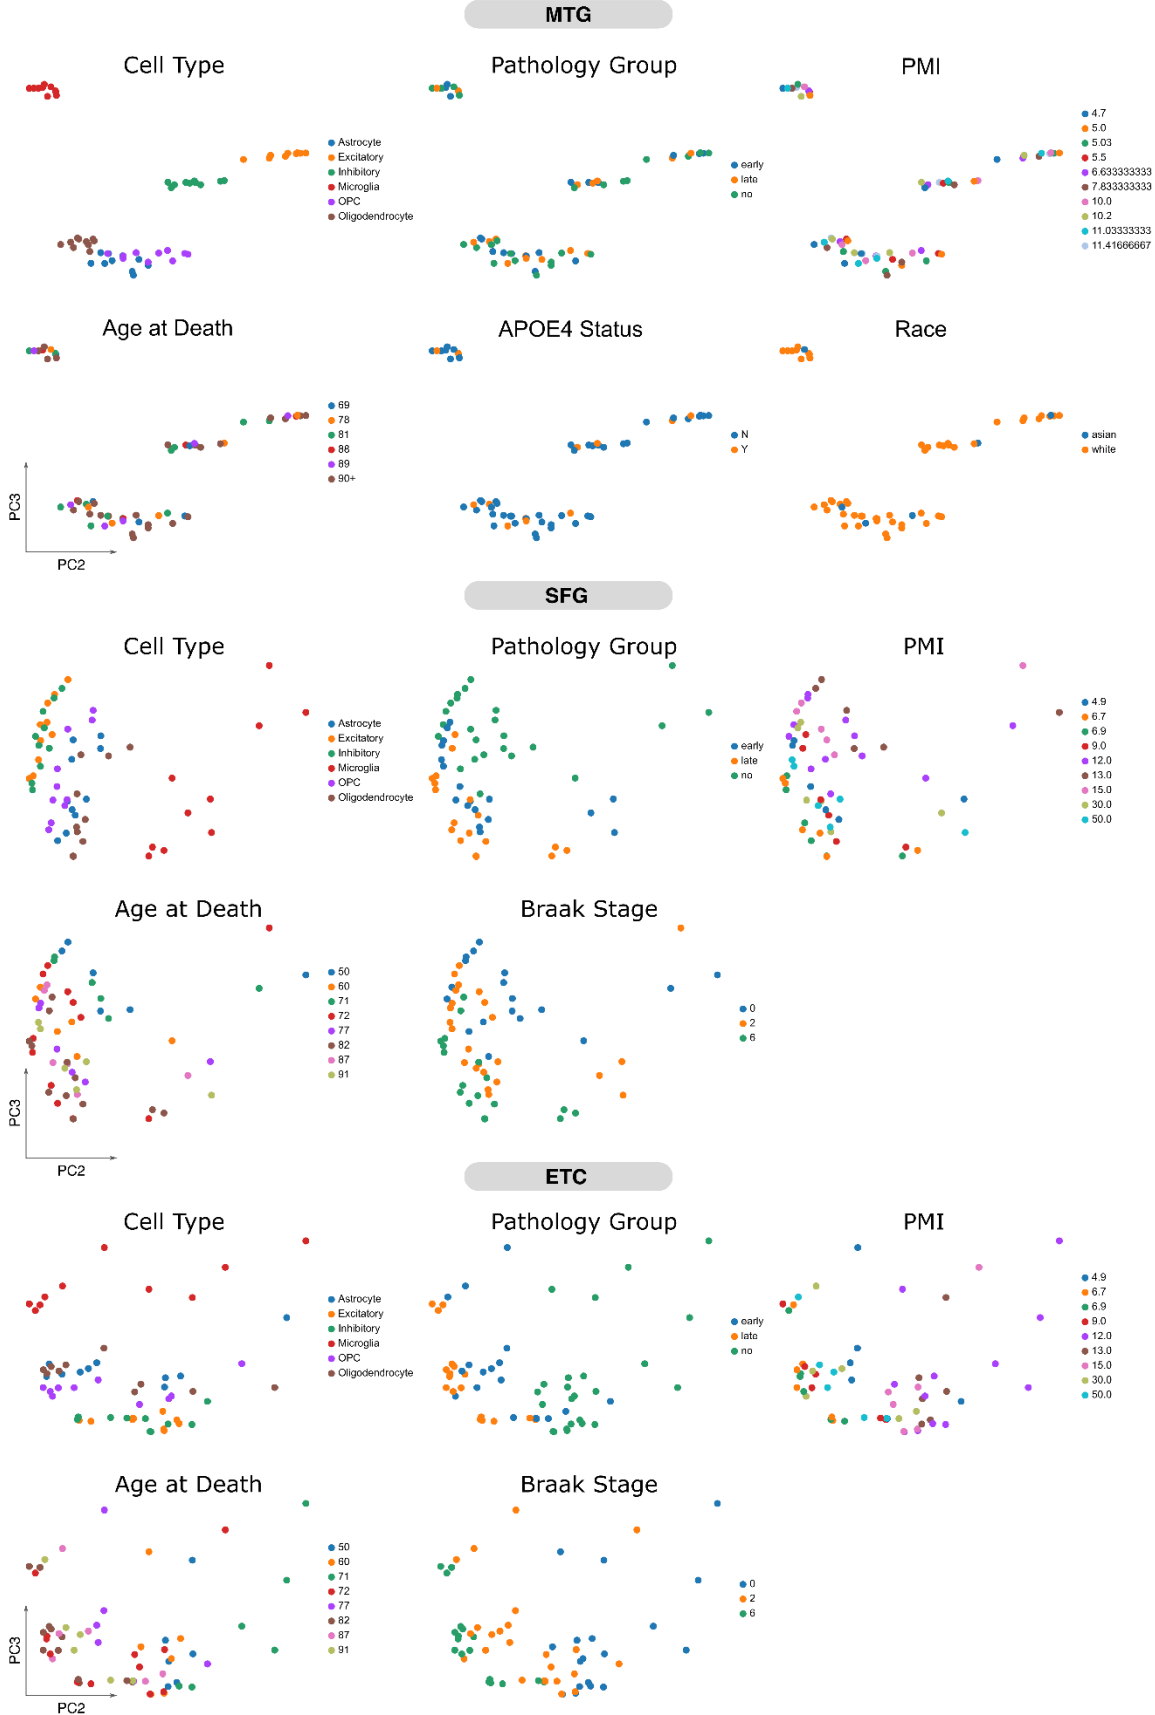 MTG
Cell Type
Pathology Group
PMI
Astrocyte
Excitatory
Inhibitory
Microglia
OPC
Oligodendrocyte
early
late
no
4.7
5.0
5.03
5.5
6.633333333
7.833333333
10.0
10.2
11.03333333
11.41666667
Age at Death
APOE4 Status
Race
69
78
81
86
89
90+
N
Y
asian
white
PC3
PC2
SFG
Cell Type
Pathology Group
PMI
Astrocyte
Excitatory
Inhibitory
Microglia
OPC
Oligodendrocyte
early
late
no
4.9
6.7
6.9
9.0
12.0
13.0
15.0
30.0
50.0
Age at Death
Braak Stage
50
60
71
72
77
82
87
91
0
2
6
PC3
PC2
ETC
Cell Type
Pathology Group
PMI
Astrocyte
Excitatory
Inhibitory
Microglia
OPC
Oligodendrocyte
early
late
no
4.9
6.7
6.9
9.0
12.0
13.0
15.0
30.0
50.0
Age at Death
Braak Stage
50
60
71
72
77
82
87
91
0
2
6
PC3
PC2